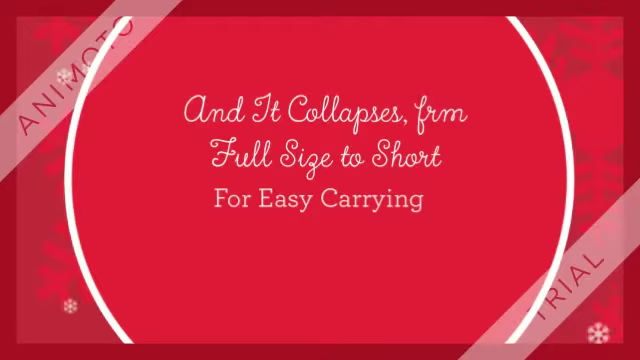 ANIMOTO
And It Collapses, frm
Full Size to Short
For Easy Carrying
TRIAL